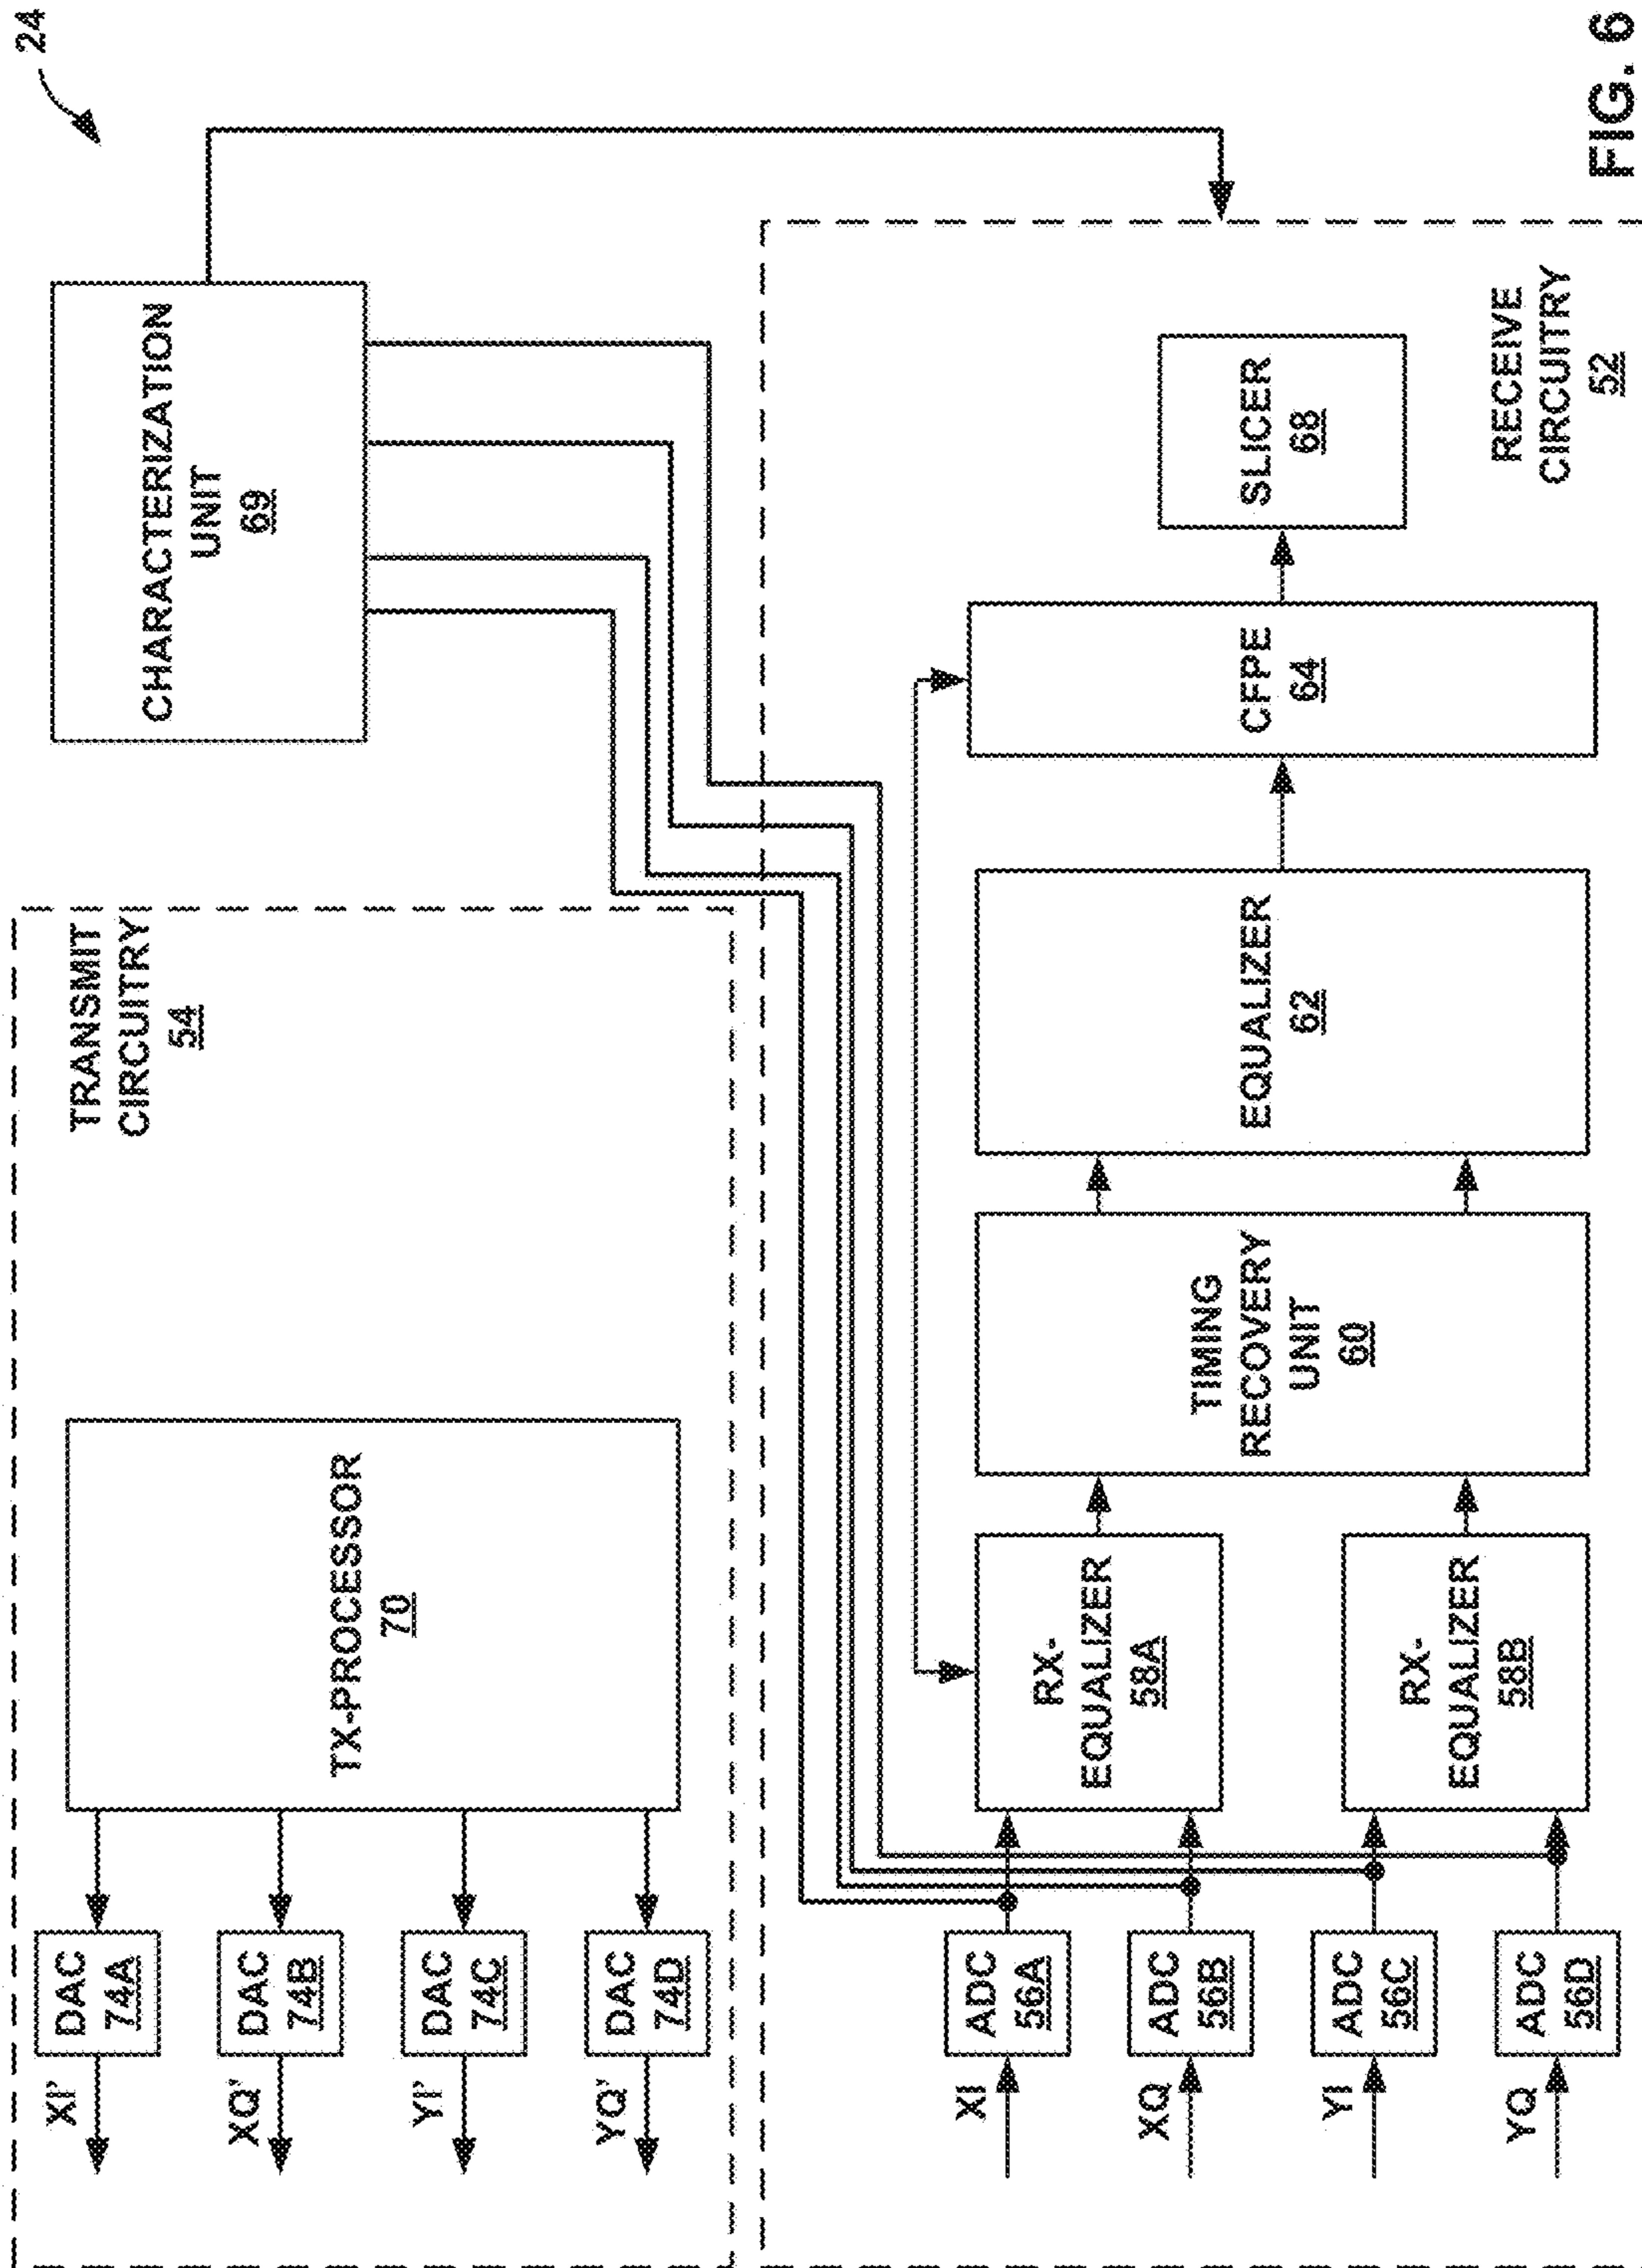 24
TRANSMIT
CIRCUITRY
54
CHARACTERIZATION
UNIT
69
TX-PROCESSOR
70
DAC
74A
DAC
74B
DAC
74C
DAC
74D
XI'
XQ'
YI'
YQ'
XI
XQ
YI
YQ
ADC
56A
ADC
56B
ADC
56C
ADC
56D
RX-
EQUALIZER
58A
RX-
EQUALIZER
58B
TIMING
RECOVERY
UNIT
60
EQUALIZER
62
CFPE
64
SLICER
68
RECEIVE
CIRCUITRY
52
FIG. 6